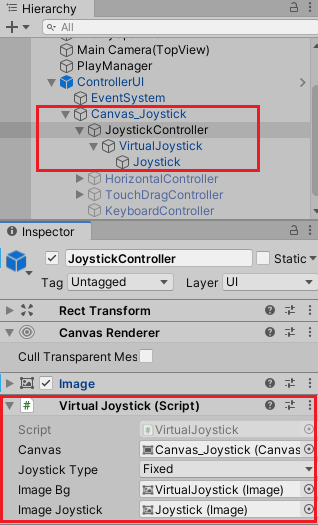 Hierarchy
All
Main Camera(TopView)
PlayManager
ControllerUI
EventSystem
Canvas_Joystick
JoystickController
VirtualJoystick
Joystick
HorizontalController
TouchDragController
KeyboardController
Inspector
JoystickController Static
Tag Untagged Layer UI
Rect Transform
Canvas Renderer
Cull Transparent Mes
Image
# Virtual Joystick (Script)
Script # VirtualJoystick
Canvas Canvas_Joystick (Canvas
Joystick Type Fixed
Image Bg VirtualJoystick (Image)
Image Joystick Joystick (Image)